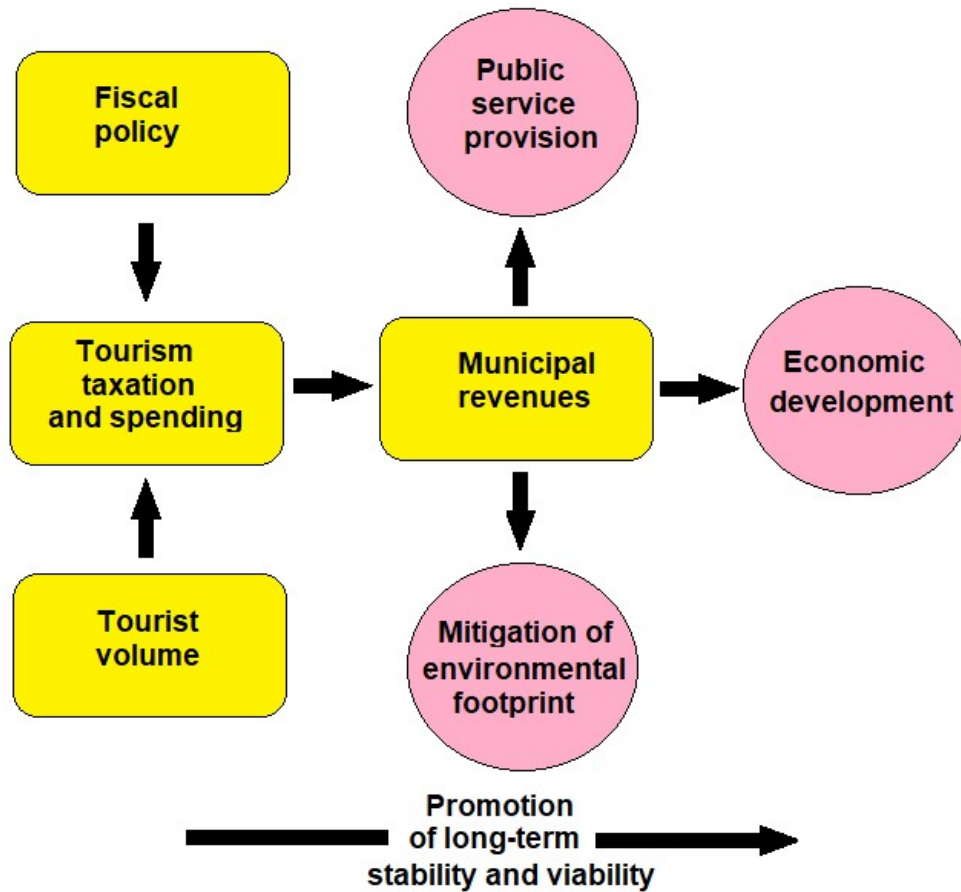 Fiscal
policy
Public
service
provision
Tourism
taxation
and spending
Municipal
revenues
Economic
development
Tourist
volume
Mitigation of
environmental
footprint
Promotion
of long-term
stability and viability